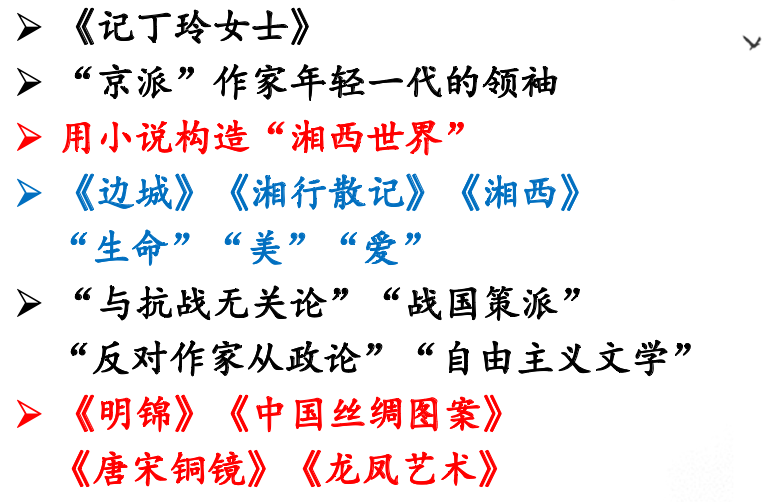 ➢ 《记丁玲女士》
➢ “京派”作家年轻一代的领袖
➢ 用小说构造“湘西世界”
➢ 《边城》《湘行散记》《湘西》
“生命”“美”“爱”
➢ “与抗战无关论”“战国策派”
“反对作家从政论”“自由主义文学”
➢ 《明锦》《中国丝绸图案》
《唐宋铜镜》《龙凤艺术》